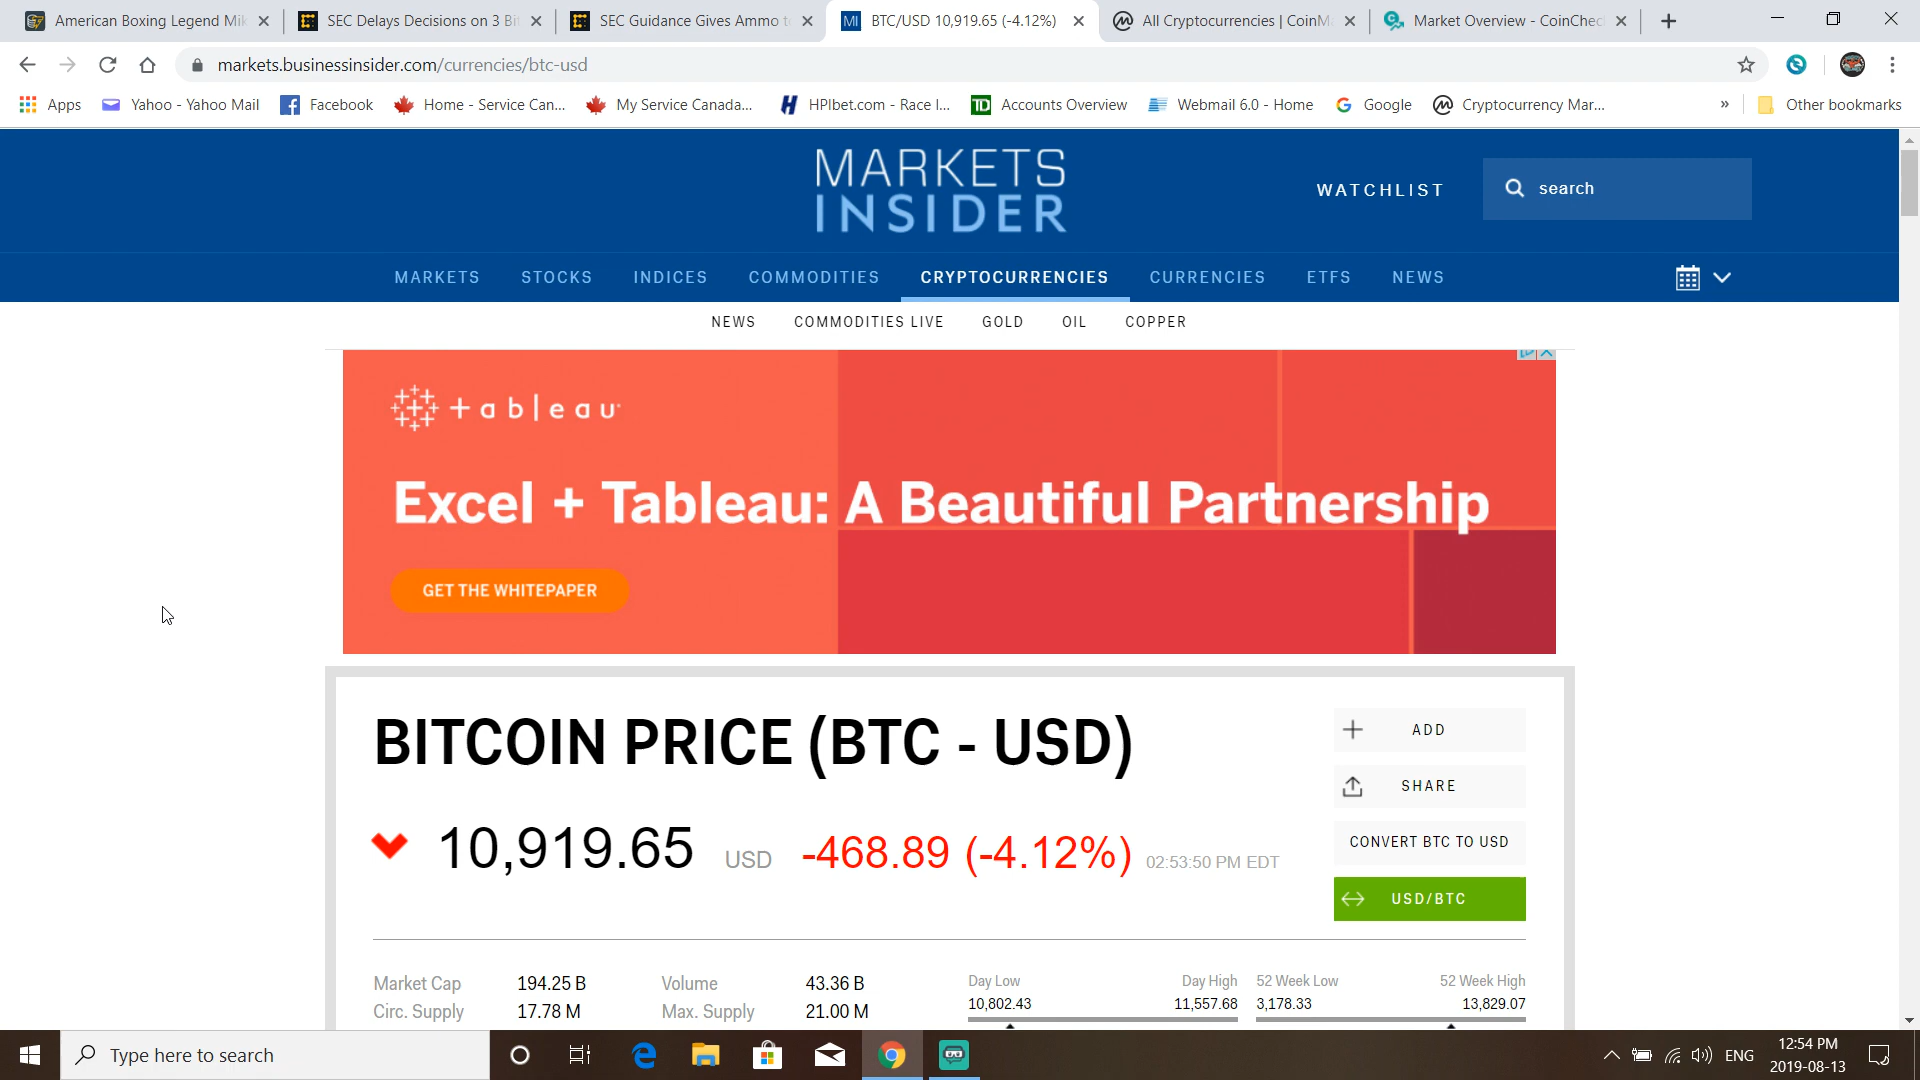 American Boxing Legend Mi
SEC Delays Decisions on 3 Bi
SEC Guidance Gives Ammo t
MI BTC/USD 10,919.65 (-4.12%)
All Cryptocurrencies | CoinM
Market Overview - CoinChec
markets.businessinsider.com/currencies/btc-usd
Apps
Yahoo - Yahoo Mail
Facebook
Home - Service Can...
My Service Canada...
HPIbet.com - Race I...
TD Accounts Overview
Webmail 6.0 - Home
Google
Cryptocurrency Mar...
»
Other bookmarks
MARKETS
INSIDER
WATCHLIST
search
MARKETS STOCKS INDICES COMMODITIES CRYPTOCURRENCIES CURRENCIES ETFS NEWS
NEWS COMMODITIES LIVE GOLD OIL COPPER
+ableau
Excel + Tableau: A Beautiful Partnership
GET THE WHITEPAPER
BITCOIN PRICE (BTC - USD)
10,919.65 USD -468.89 (-4.12%) 02:53:50 PM EDT
ADD
SHARE
CONVERT BTC TO USD
USD/BTC
Market Cap 194.25 B Volume 43.36 B
Circ. Supply 17.78 M Max. Supply 21.00 M
Day Low Day High 52 Week Low 52 Week High
10,802.43 11,557.68 3,178.33 13,829.07
Type here to search
ENG
12:54 PM
2019-08-13